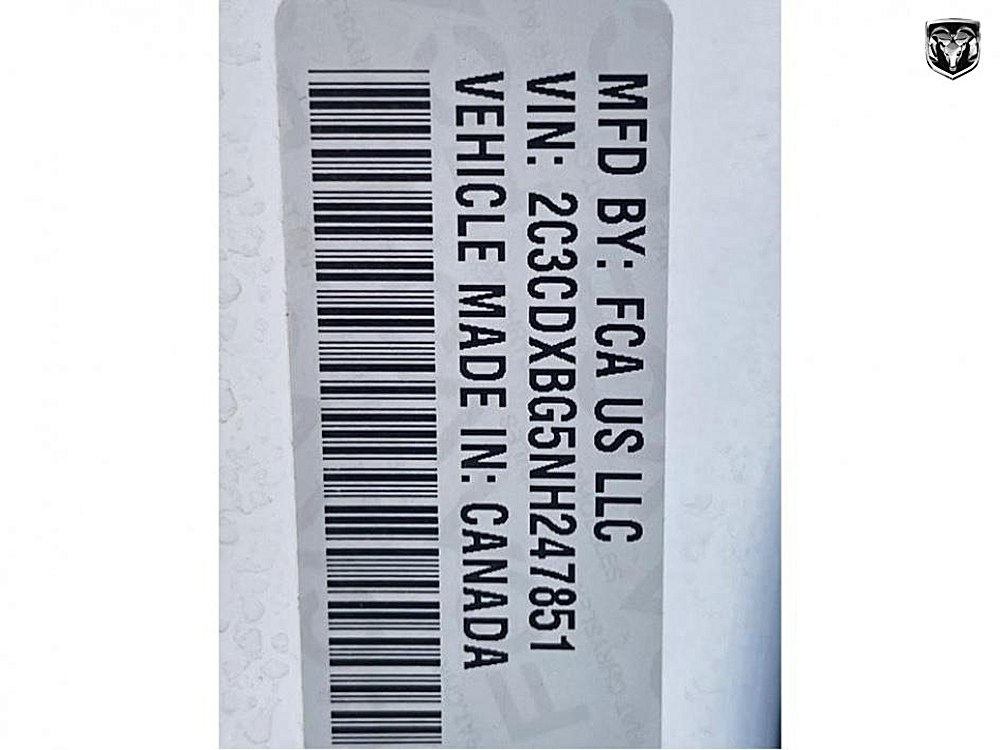 MFD BY: FCA US LLC
VIN: 2C3CDXBG5NH247851
VEHICLE MADE IN: CANADA